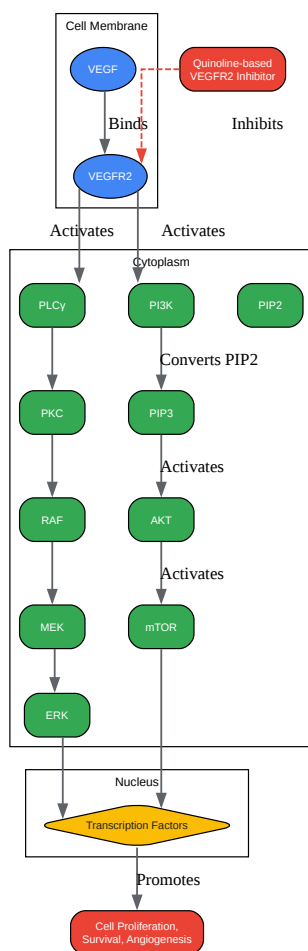 Cell Membrane
VEGF
Quinoline-based
VEGFR2 Inhibitor
Binds
Inhibits
VEGFR2
Activates
Activates
Cytoplasm
PLCγ
PI3K
PIP2
Converts PIP2
PKC
PIP3
Activates
RAF
AKT
Activates
MEK
mTOR
ERK
Nucleus
Transcription Factors
Promotes
Cell Proliferation,
Survival, Angiogenesis